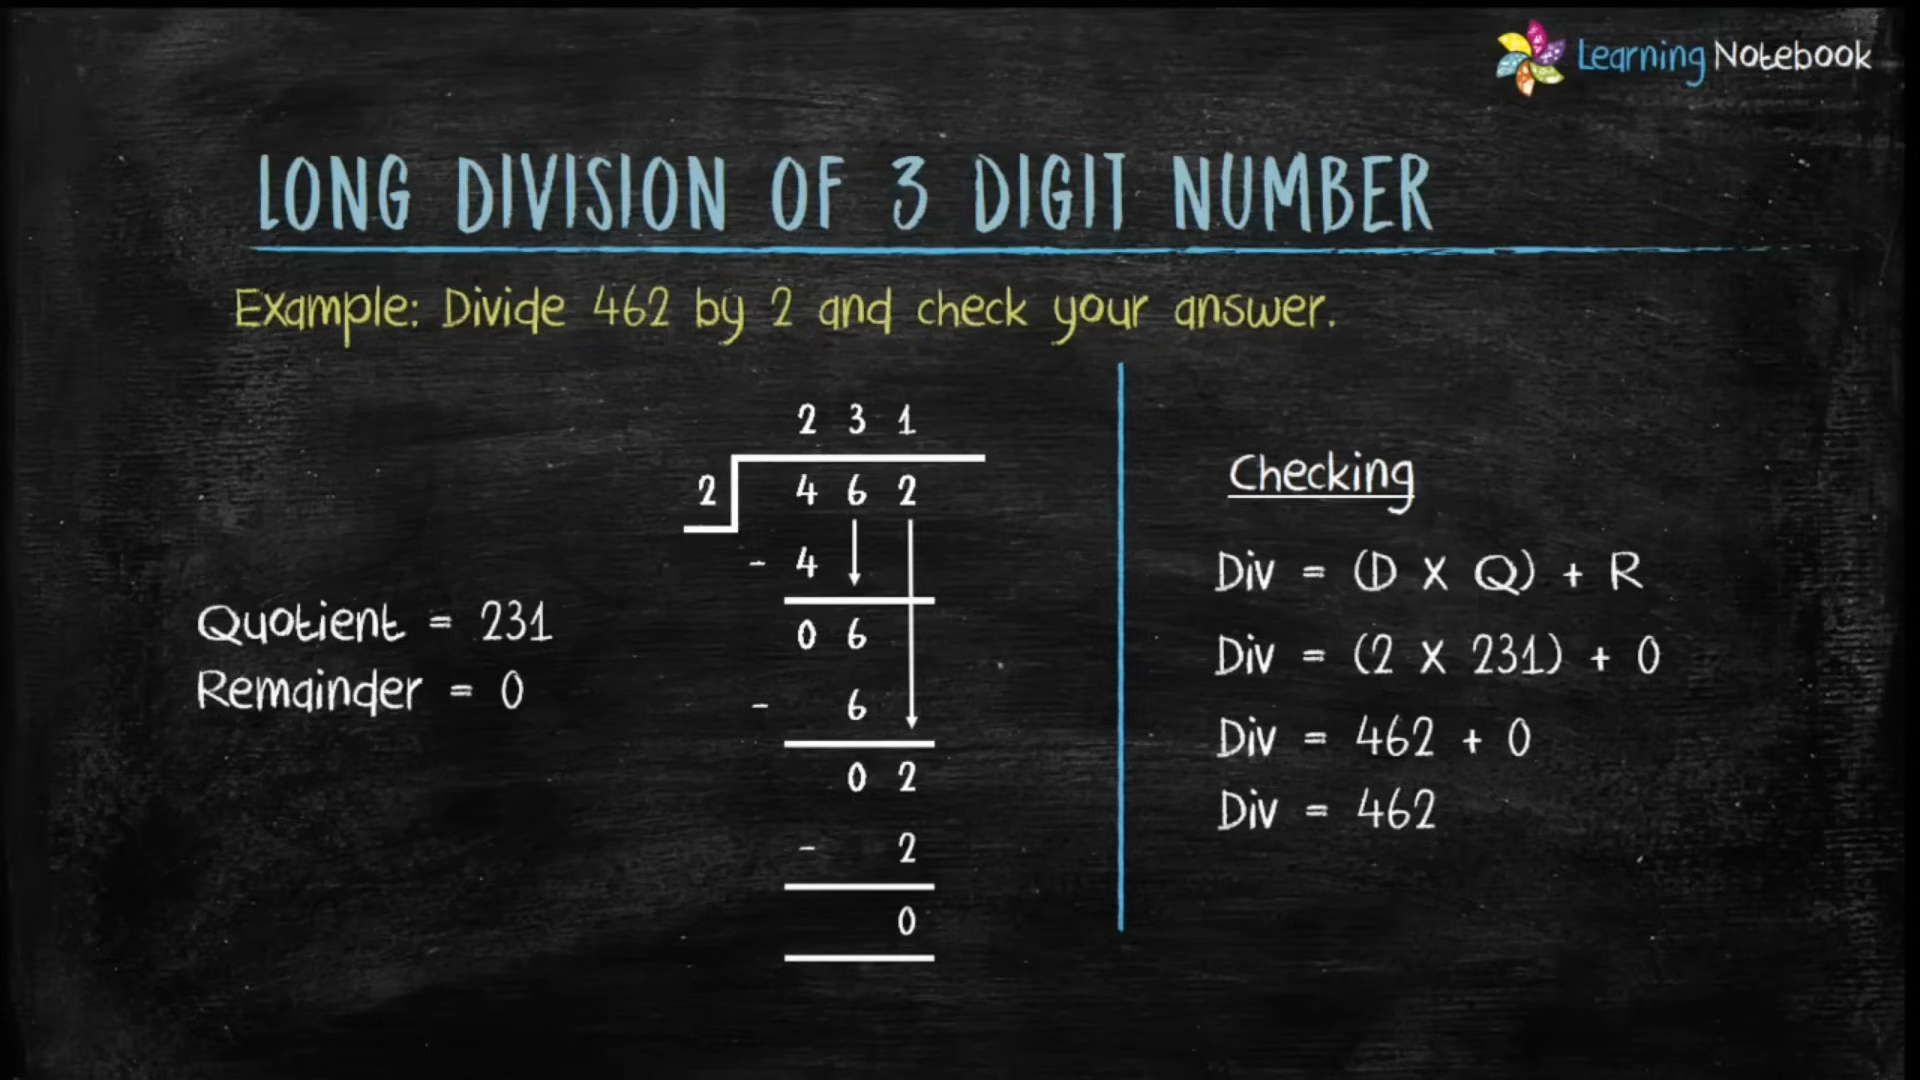 Learning Notebook
LONG DIVISION OF 3 DIGIT NUMBER
Example: Divide 462 by 2 and check your answer.
2 3 1
2 4 6 2
- 4
0 6
- 6
0 2
- 2
0
Quotient = 231
Remainder = 0
Checking
Div = (D X Q) + R
Div = (2 X 231) + 0
Div = 462 + 0
Div = 462